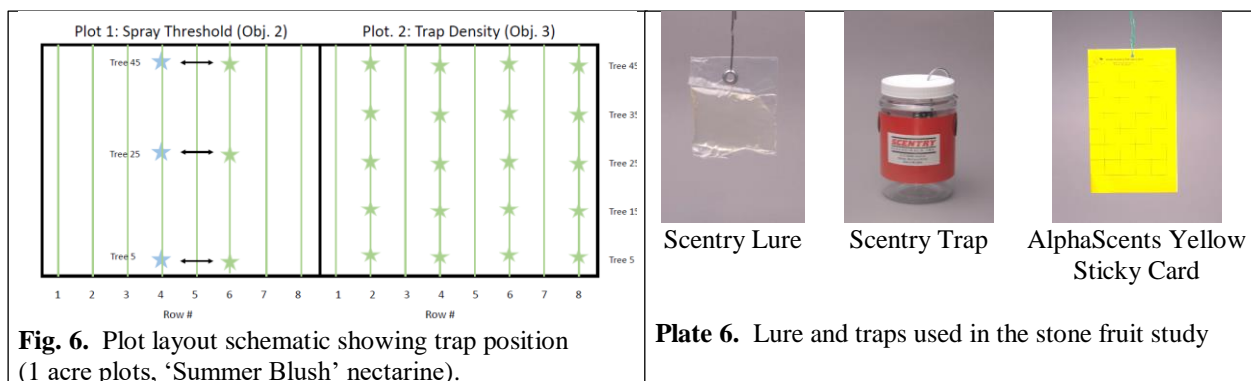 Plot 1: Spray Threshold (Obj. 2)
Plot. 2: Trap Density (Obj. 3)
Tree 45
Tree 25
Tree 5
Tree 45
Tree 35
Tree 25
Tree 15
Tree 5
1 2 3 4 5 6 7 8
1 2 3 4 5 6 7 8
Row #
Row #
Fig. 6. Plot layout schematic showing trap position
(1 acre plots, ‘Summer Blush’ nectarine).
SCENTRY
Scentry Lure
Scentry Trap
AlphaScents Yellow
Sticky Card
Plate 6. Lure and traps used in the stone fruit study